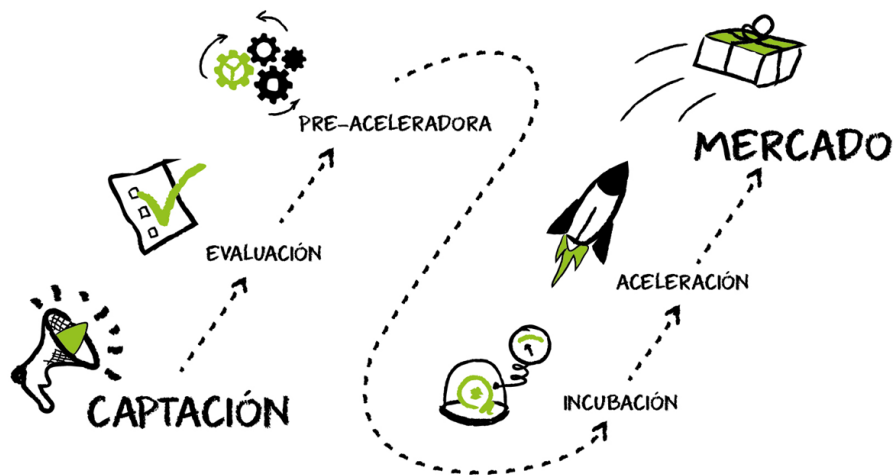 CAPTACIÓN
EVALUACIÓN
PRE-ACELERADORA
INCUBACIÓN
ACELERACIÓN
MERCADO